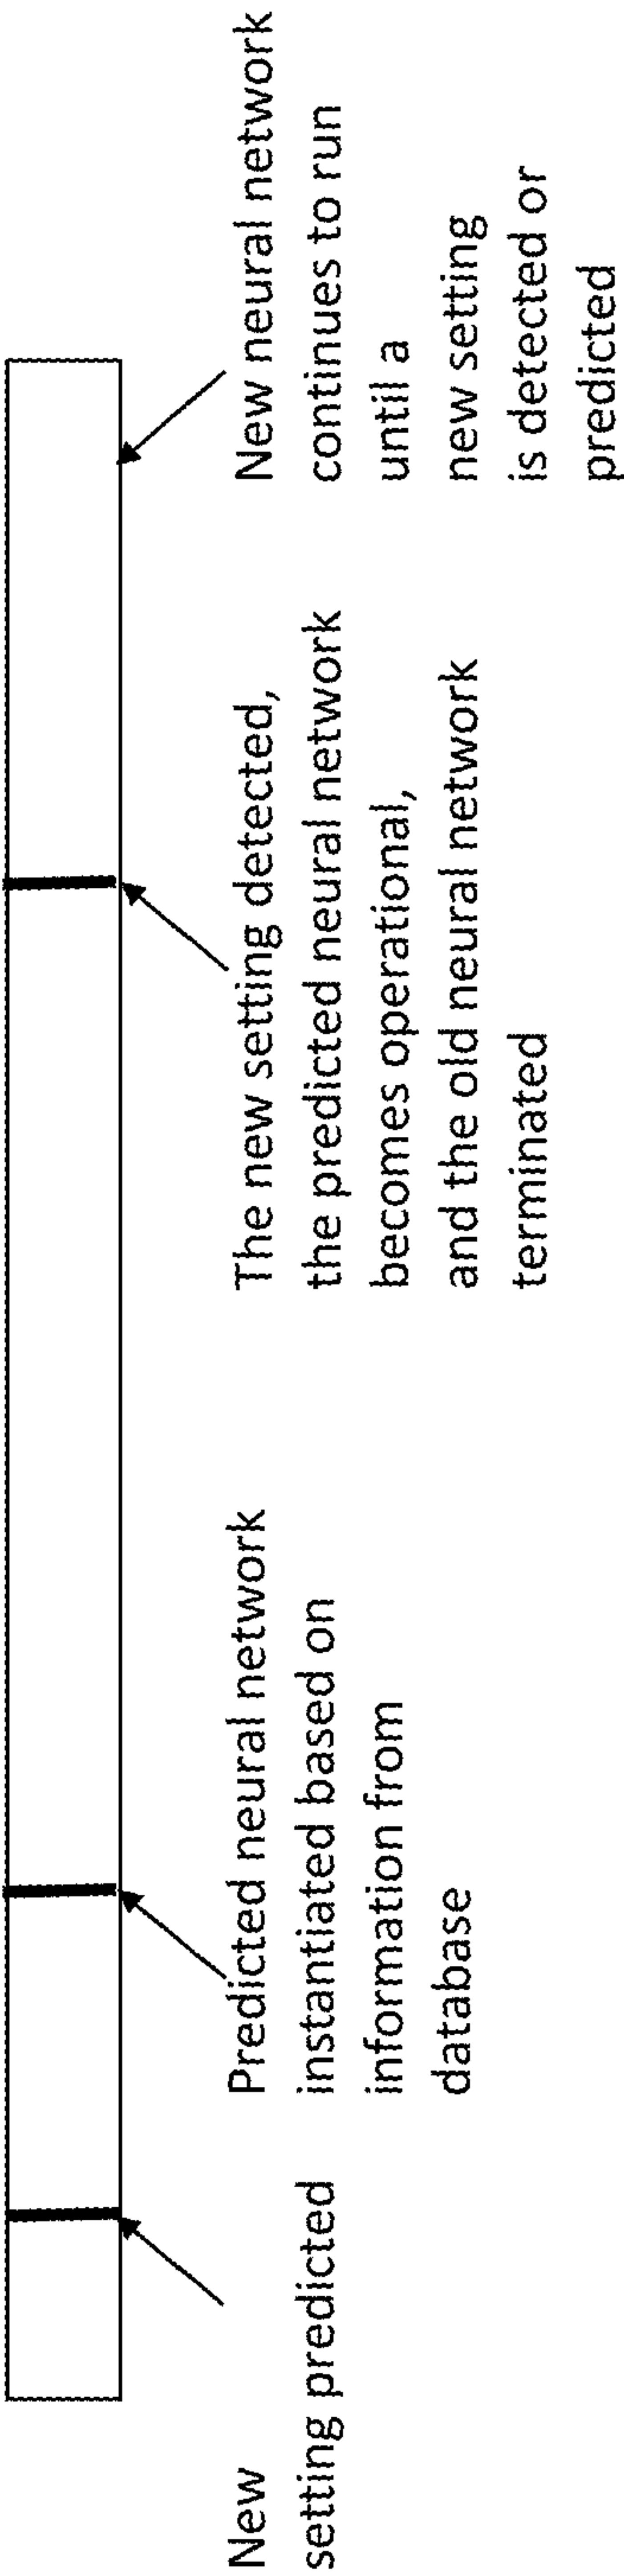 New
setting predicted
Predicted neural network
instantiated based on
information from
database
The new setting detected,
the predicted neural network
becomes operational,
and the old neural network
terminated
New neural network
continues to run
until a
new setting
is detected or
predicted